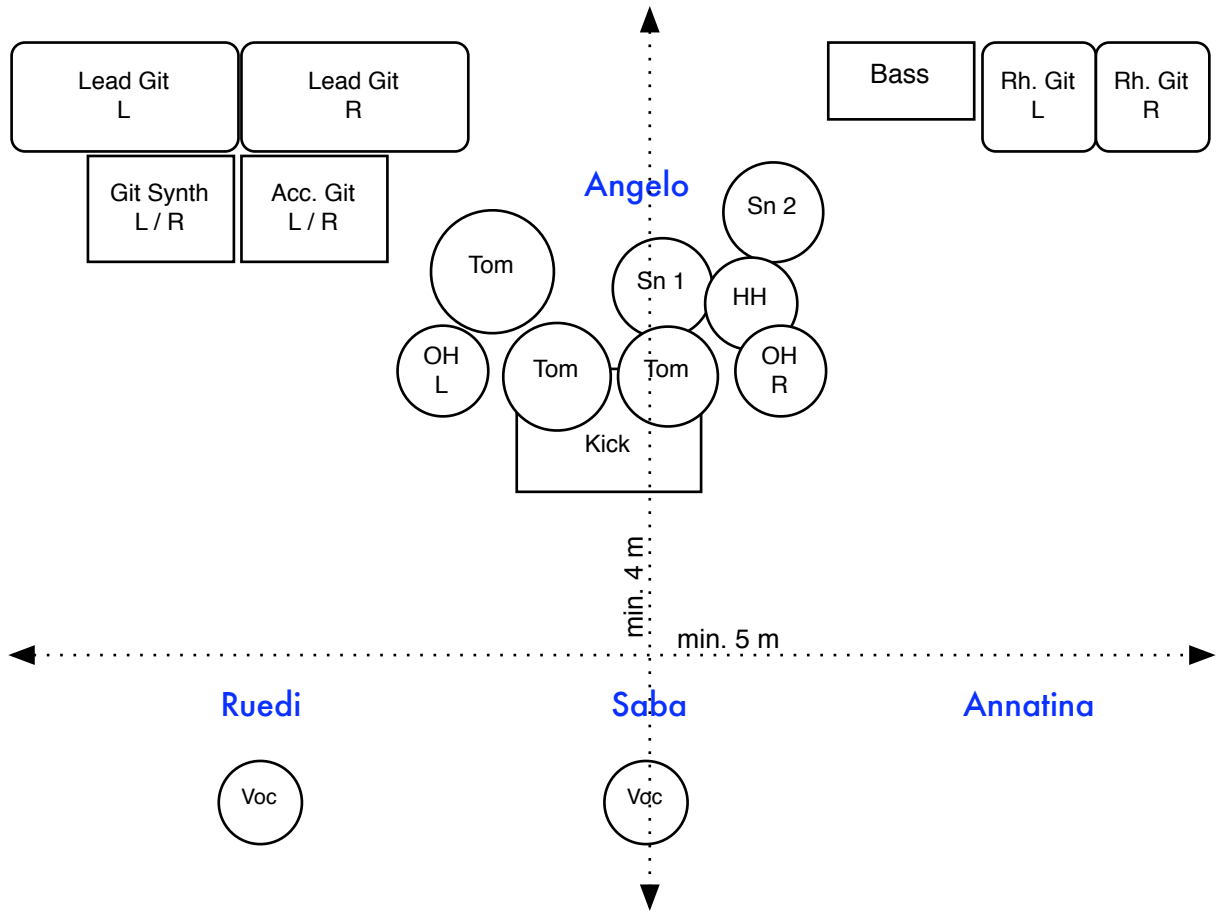 Lead Git
L
Lead Git
R
Bass
Rh. Git
L
Rh. Git
R
Git Synth
L / R
Acc. Git
L / R
Angelo
Sn 2
Tom
Sn 1
HH
OH
L
Tom
Tom
OH
R
Kick
min. 4 m
min. 5 m
Ruedi
Saba
Annatina
Voc
Voc